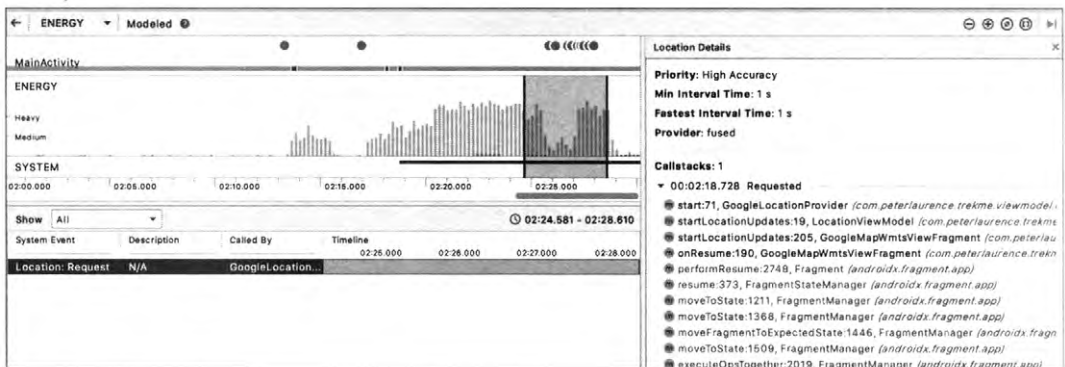 ← ENERGY ▾ Modeled
MainActivity
ENERGY
Heavy
Medium
SYSTEM
02:00.000 02:05.000 02:10.000 02:15.000 02:20.000 02:25.000
Show All 02:24.581 - 02:28.610
System Event Description Called By Timeline
02:25.000 02:26.000 02:27.000 02:28.000
Location: Request N/A GoogleLocation...
Location Details ×
Priority: High Accuracy
Min Interval Time: 1 s
Fastest Interval Time: 1 s
Provider: fused
Callstacks: 1
▾ 00:02:18.728 Requested
start:71, GoogleLocationProvider (com.peterlaurence.trekme.viewmodel.
startLocationUpdates:19, LocationViewModel (com.peterlaurence.trekme
startLocationUpdates:205, GoogleMapWmtsViewFragment (com.peterlau
onResume:190, GoogleMapWmtsViewFragment (com.peterlaurence.trekn
performResume:2748, Fragment (androidx.fragment.app)
resume:373, FragmentStateManager (androidx.fragment.app)
moveToState:1211, FragmentManager (androidx.fragment.app)
moveToState:1368, FragmentManager (androidx.fragment.app)
moveFragmentToExpectedState:1446, FragmentManager (androidx.fragn
moveToState:1509, FragmentManager (androidx.fragment.app)
executeOpsTogether:2019, FragmentManager (androidx.fragment.app)